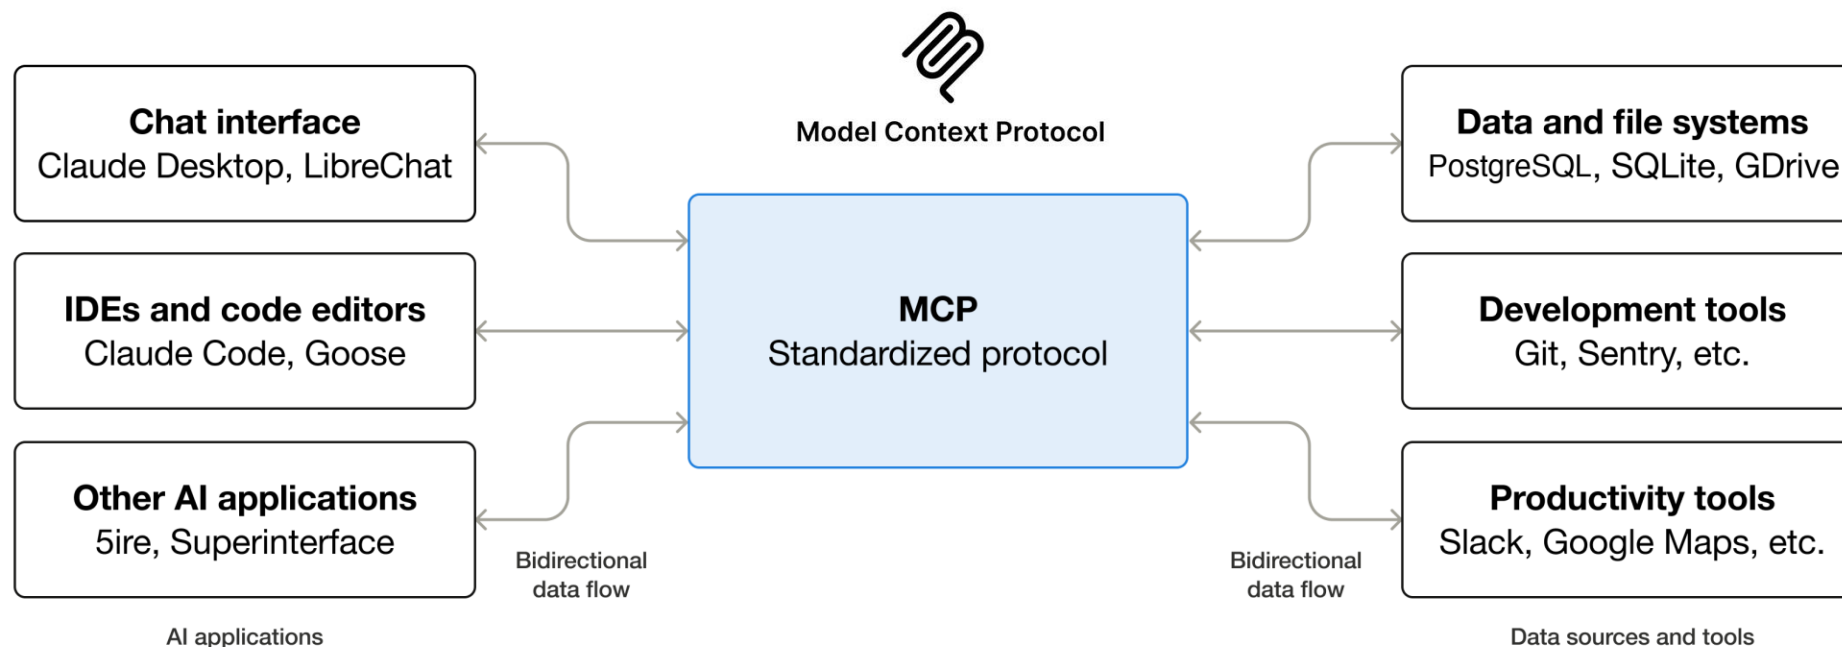 Model Context Protocol
Chat interface
Claude Desktop, LibreChat
IDEs and code editors
Claude Code, Goose
Other AI applications
5ire, Superinterface
AI applications
Bidirectional
data flow
MCP
Standardized protocol
Bidirectional
data flow
Data and file systems
PostgreSQL, SQLite, GDrive
Development tools
Git, Sentry, etc.
Productivity tools
Slack, Google Maps, etc.
Data sources and tools